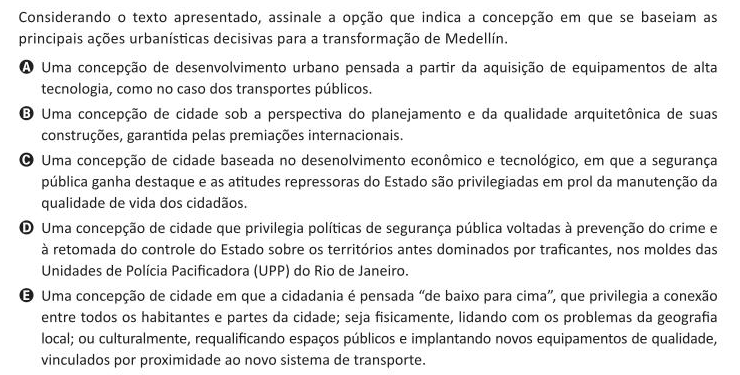 Considerando o texto apresentado, assinale a opção que indica a concepção em que se baseiam as
principais ações urbanísticas decisivas para a transformação de Medellín.
A Uma concepção de desenvolvimento urbano pensada a partir da aquisição de equipamentos de alta
tecnologia, como no caso dos transportes públicos.
B Uma concepção de cidade sob a perspectiva do planejamento e da qualidade arquitetônica de suas
construções, garantida pelas premiações internacionais.
C Uma concepção de cidade baseada no desenolvimento econômico e tecnológico, em que a segurança
pública ganha destaque e as atitudes repressoras do Estado são privilegiadas em prol da manutenção da
qualidade de vida dos cidadãos.
D Uma concepção de cidade que privilegia políticas de segurança pública voltadas à prevenção do crime e
à retomada do controle do Estado sobre os territórios antes dominados por traficantes, nos moldes das
Unidades de Polícia Pacificadora (UPP) do Rio de Janeiro.
E Uma concepção de cidade em que a cidadania é pensada “de baixo para cima”, que privilegia a conexão
entre todos os habitantes e partes da cidade; seja fisicamente, lidando com os problemas da geografia
local; ou culturalmente, requalificando espaços públicos e implantando novos equipamentos de qualidade,
vinculados por proximidade ao novo sistema de transporte.